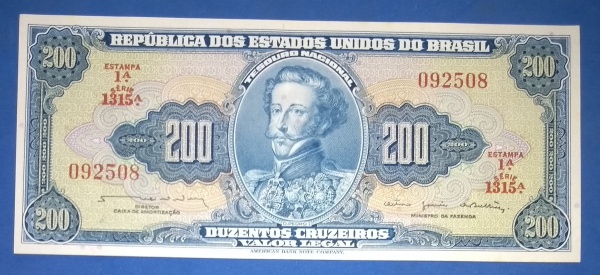 REPÚBLICA DOS ESTADOS UNIDOS DO BRASIL
200
200
ESTAMPA
1ª
SÉRIE
1315ª
TESOURO NACIONAL
092508
200
200
092508
ESTAMPA
1ª
SÉRIE
1315ª
DIRETOR
CAIXA DE AMORTIZAÇÃO
MINISTRO DA FAZENDA
200
200
DUZENTOS CRUZEIROS
VALOR LEGAL
AMERICAN BANK NOTE COMPANY